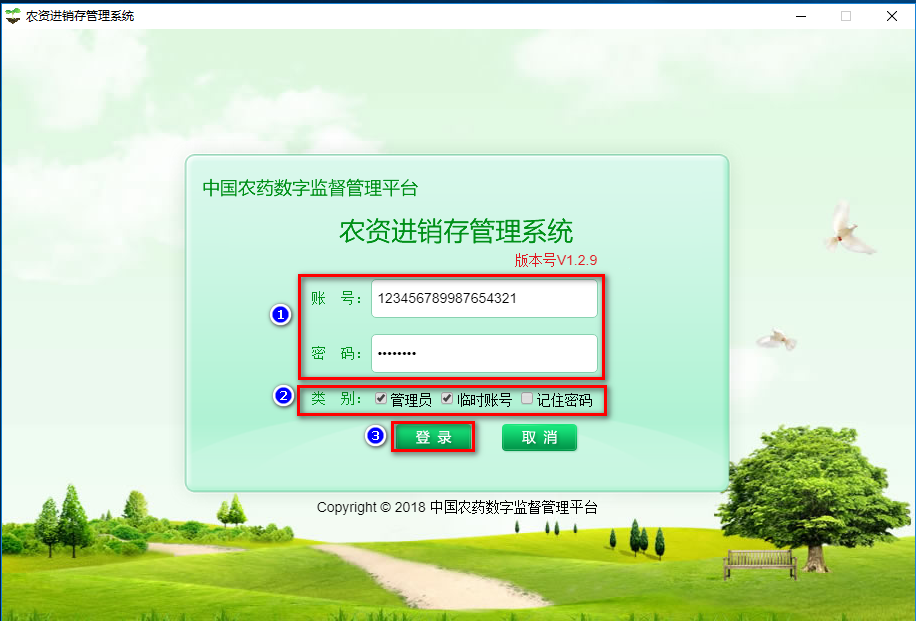 农资进销存管理系统
中国农药数字监督管理平台
农资进销存管理系统
版本号V1.2.9
账 号： 123456789987654321
1
密 码： ••••••••
2 类 别： 管理员 临时账号 记住密码
3 登 录 取 消
Copyright © 2018 中国农药数字监督管理平台